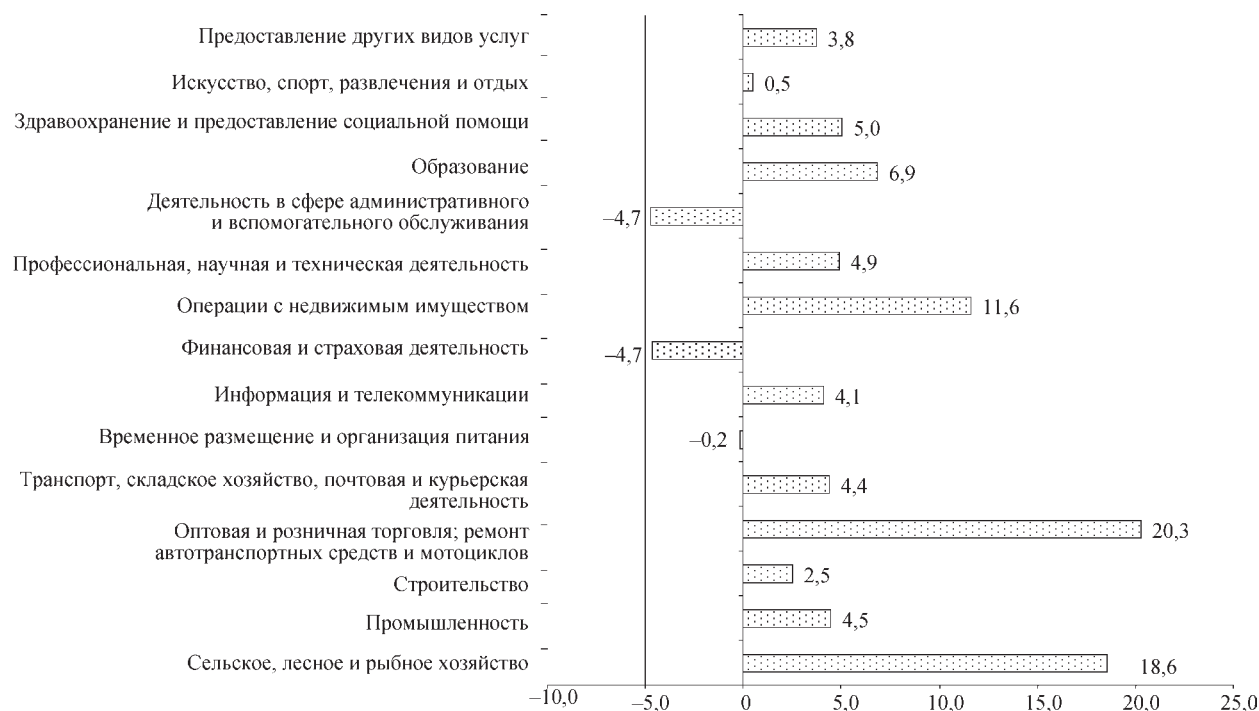 Предоставление других видов услуг
3,8
Искусство, спорт, развлечения и отдых
0,5
Здравоохранение и предоставление социальной помощи
5,0
Образование
6,9
Деятельность в сфере административного
и вспомогательного обслуживания
–4,7
Профессиональная, научная и техническая деятельность
4,9
Операции с недвижимым имуществом
11,6
Финансовая и страховая деятельность
–4,7
Информация и телекоммуникации
4,1
Временное размещение и организация питания
–0,2
Транспорт, складское хозяйство, почтовая и курьерская
деятельность
4,4
Оптовая и розничная торговля; ремонт
автотранспортных средств и мотоциклов
20,3
Строительство
2,5
Промышленность
4,5
Сельское, лесное и рыбное хозяйство
18,6
–10,0 –5,0 0 5,0 10,0 15,0 20,0 25,0